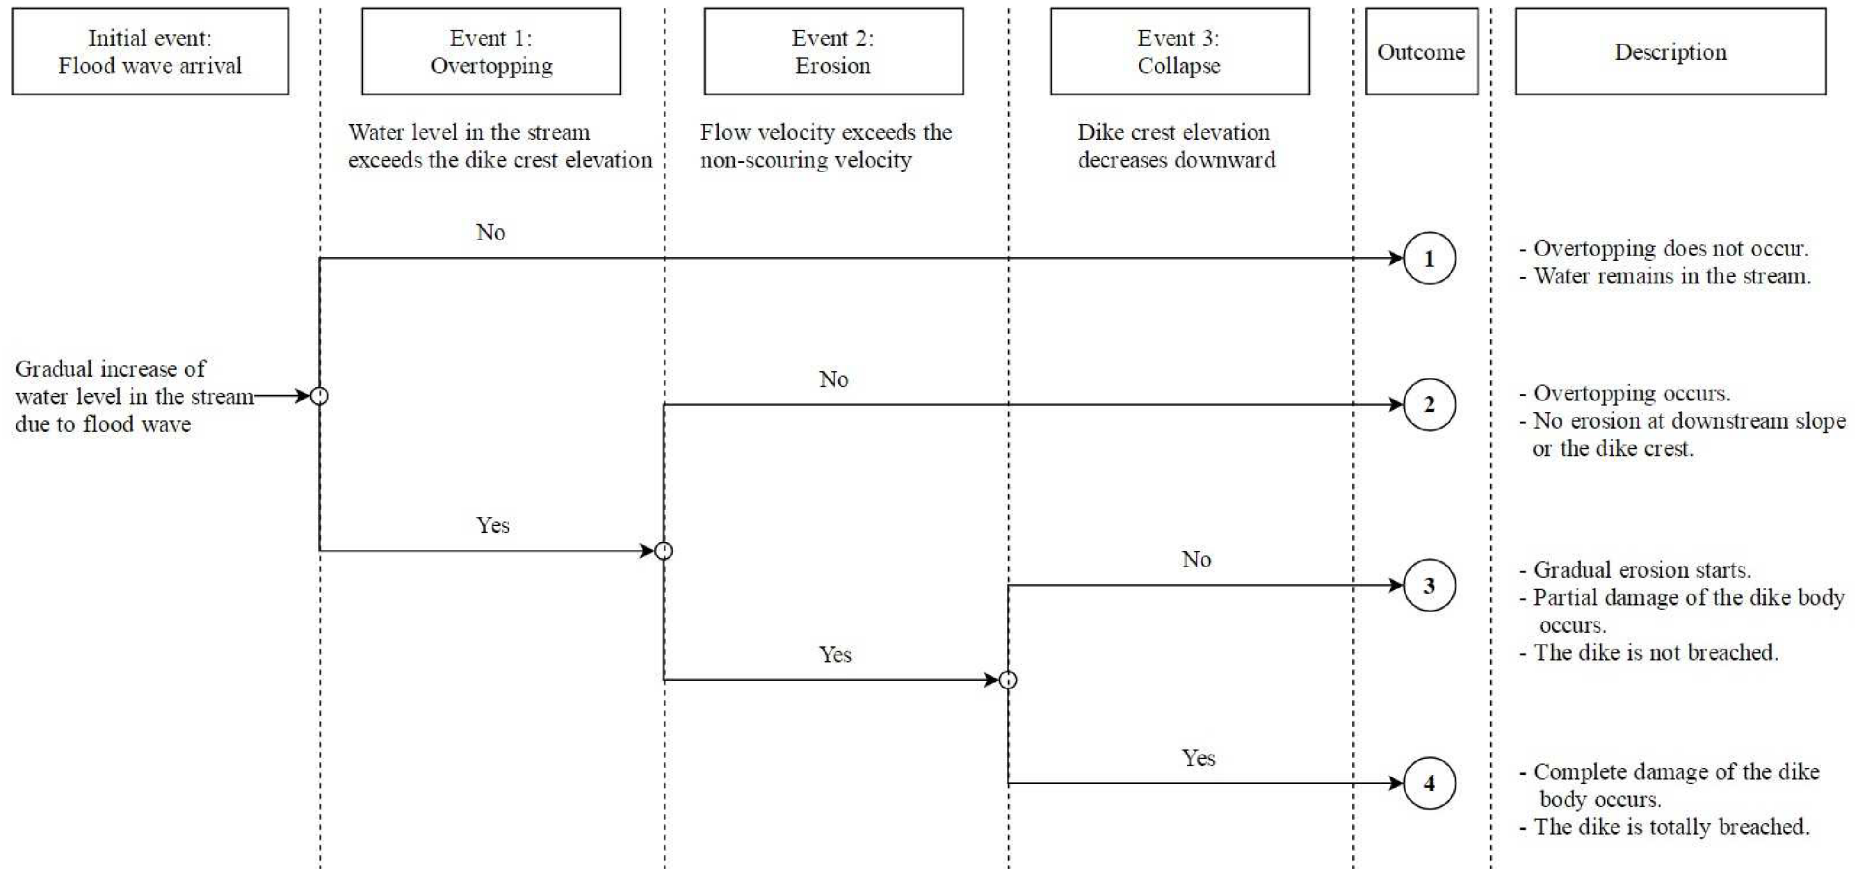 Initial event:
Flood wave arrival
Event 1:
Overtopping
Event 2:
Erosion
Event 3:
Collapse
Outcome
Description
Water level in the stream
exceeds the dike crest elevation
Flow velocity exceeds the
non-scouring velocity
Dike crest elevation
decreases downward
No
1
- Overtopping does not occur.
- Water remains in the stream.
Gradual increase of
water level in the stream
due to flood wave
No
2
- Overtopping occurs.
- No erosion at downstream slope
or the dike crest.
Yes
No
3
- Gradual erosion starts.
- Partial damage of the dike body
occurs.
- The dike is not breached.
Yes
Yes
4
- Complete damage of the dike
body occurs.
- The dike is totally breached.